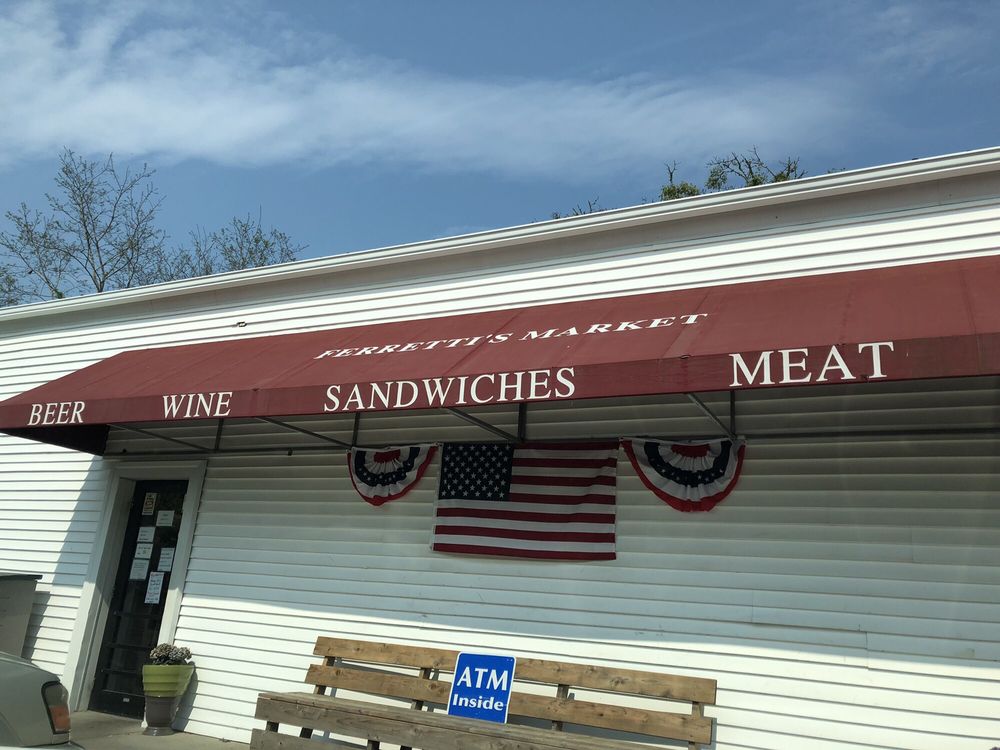 FERRETTI'S MARKET
BEER WINE SANDWICHES MEAT
ATM
Inside